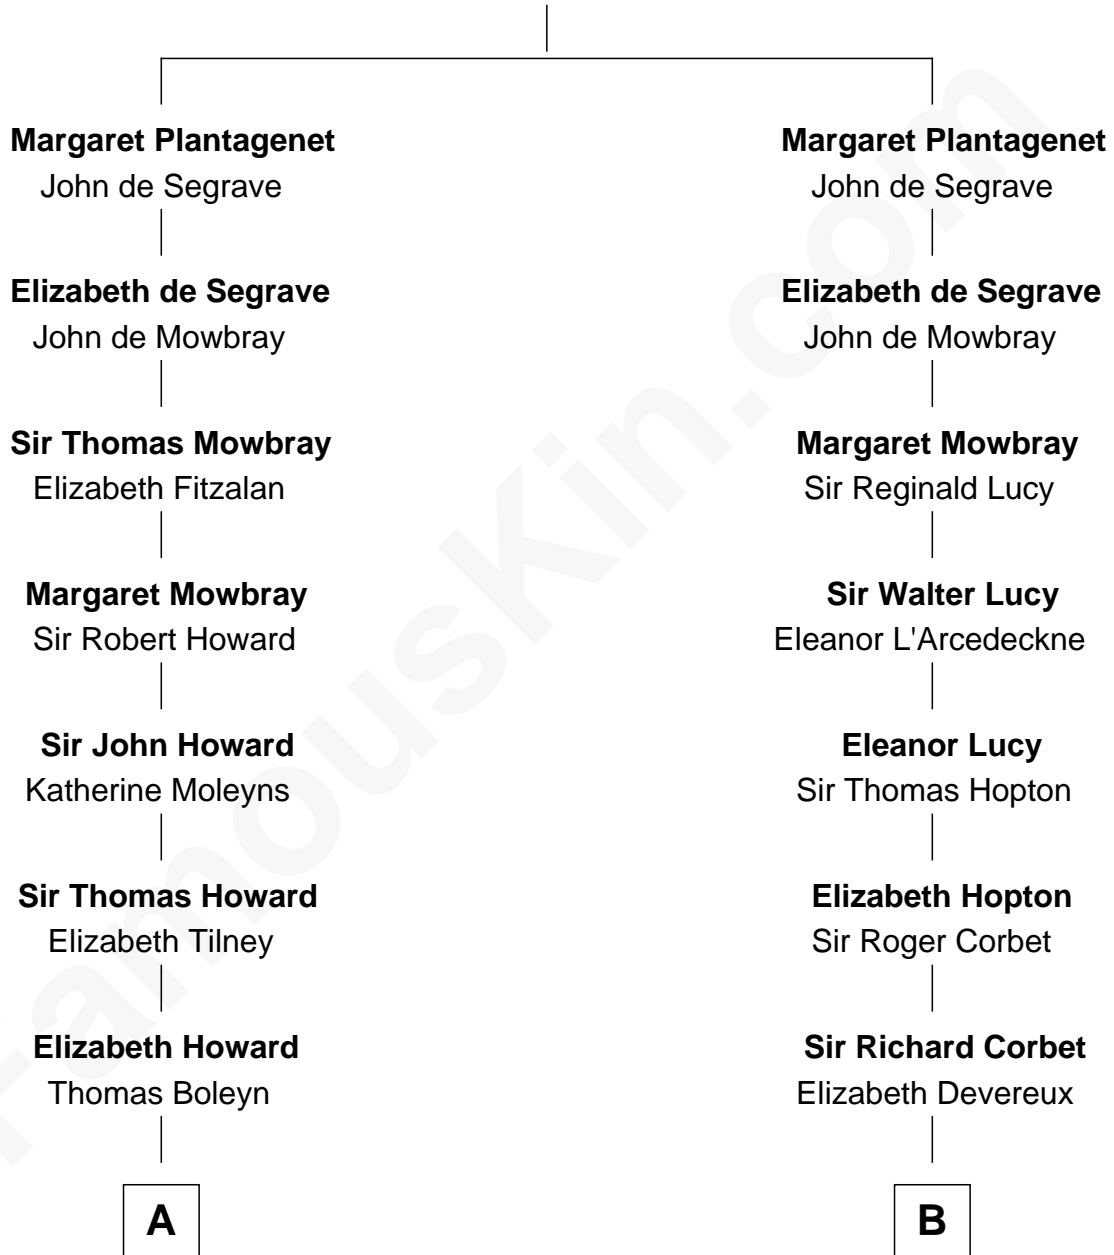 Margaret Plantagenet
John de Segrave
Elizabeth de Segrave
John de Mowbray
Sir Thomas Mowbray
Elizabeth Fitzalan
Margaret Mowbray
Sir Robert Howard
Sir John Howard
Katherine Moleyns
Sir Thomas Howard
Elizabeth Tilney
Elizabeth Howard
Thomas Boleyn
A
Margaret Plantagenet
John de Segrave
Elizabeth de Segrave
John de Mowbray
Margaret Mowbray
Sir Reginald Lucy
Sir Walter Lucy
Eleanor L'Arcedeckne
Eleanor Lucy
Sir Thomas Hopton
Elizabeth Hopton
Sir Roger Corbet
Sir Richard Corbet
Elizabeth Devereux
B
FamousKin.com